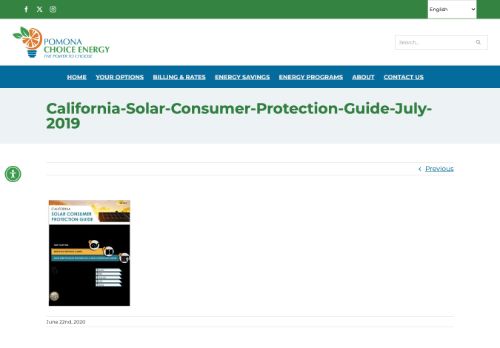 English
POMONA
CHOICE ENERGY
THE POWER TO CHOOSE
Search...
HOME YOUR OPTIONS BILLING & RATES ENERGY SAVINGS ENERGY PROGRAMS ABOUT CONTACT US
California-Solar-Consumer-Protection-Guide-July-
2019
Previous
CALIFORNIA
SOLAR CONSUMER
PROTECTION GUIDE
June 22nd, 2020